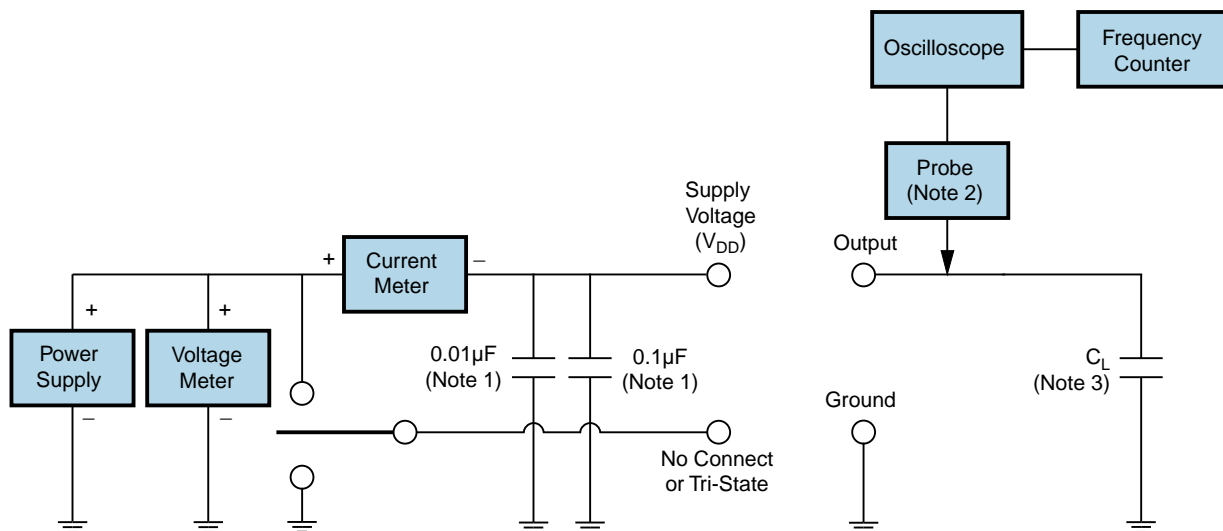 Oscilloscope
Frequency
Counter
Probe
(Note 2)
Supply
Voltage
(VDD)
Output
+
Current
Meter
−
+
Power
Supply
−
+
Voltage
Meter
−
0.01µF
(Note 1)
0.1µF
(Note 1)
CL
(Note 3)
Ground
No Connect
or Tri-State